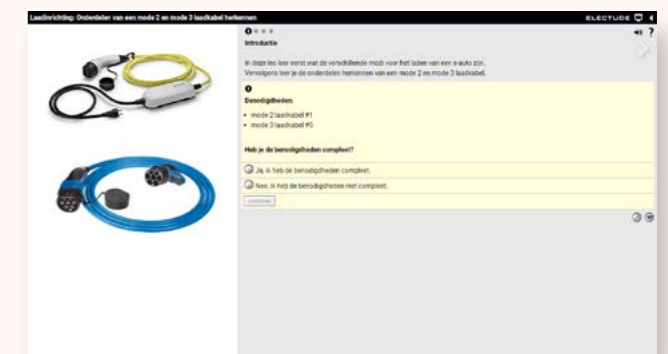 Laadinrichting: Onderdelen van een mode 2 en mode 3 laadkabel herkennen
ELECTUDE
Introductie
In deze les leer eerst wat de verschillende modi voor het laden van een e-auto zijn.
Vervolgens leer je de onderdelen herkennen van een mode 2 en mode 3 laadkabel.
Benodigdheden:
• mode 2 laadkabel #1
• mode 3 laadkabel
Heb je de benodigdheden compleet?
Ja, ik heb de benodigdheden compleet.
Nee, ik heb de benodigdheden niet compleet.